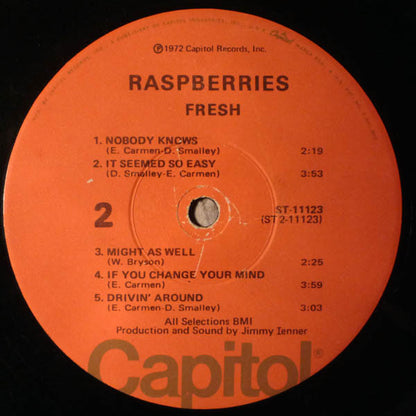 ℗1972 Capitol Records, Inc.
RASPBERRIES
FRESH
1. NOBODY KNOWS
(E. Carmen-D. Smalley) 2:19
2. IT SEEMED SO EASY
(D. Smalley-E. Carmen) 3:53
2
ST-11123
(ST2-11123)
3. MIGHT AS WELL
(W. Bryson) 2:25
4. IF YOU CHANGE YOUR MIND
(E. Carmen) 3:59
5. DRIVIN' AROUND
(E. Carmen-D. Smalley) 3:03
All Selections BMI
Production and Sound by Jimmy Ienner
Capitol®